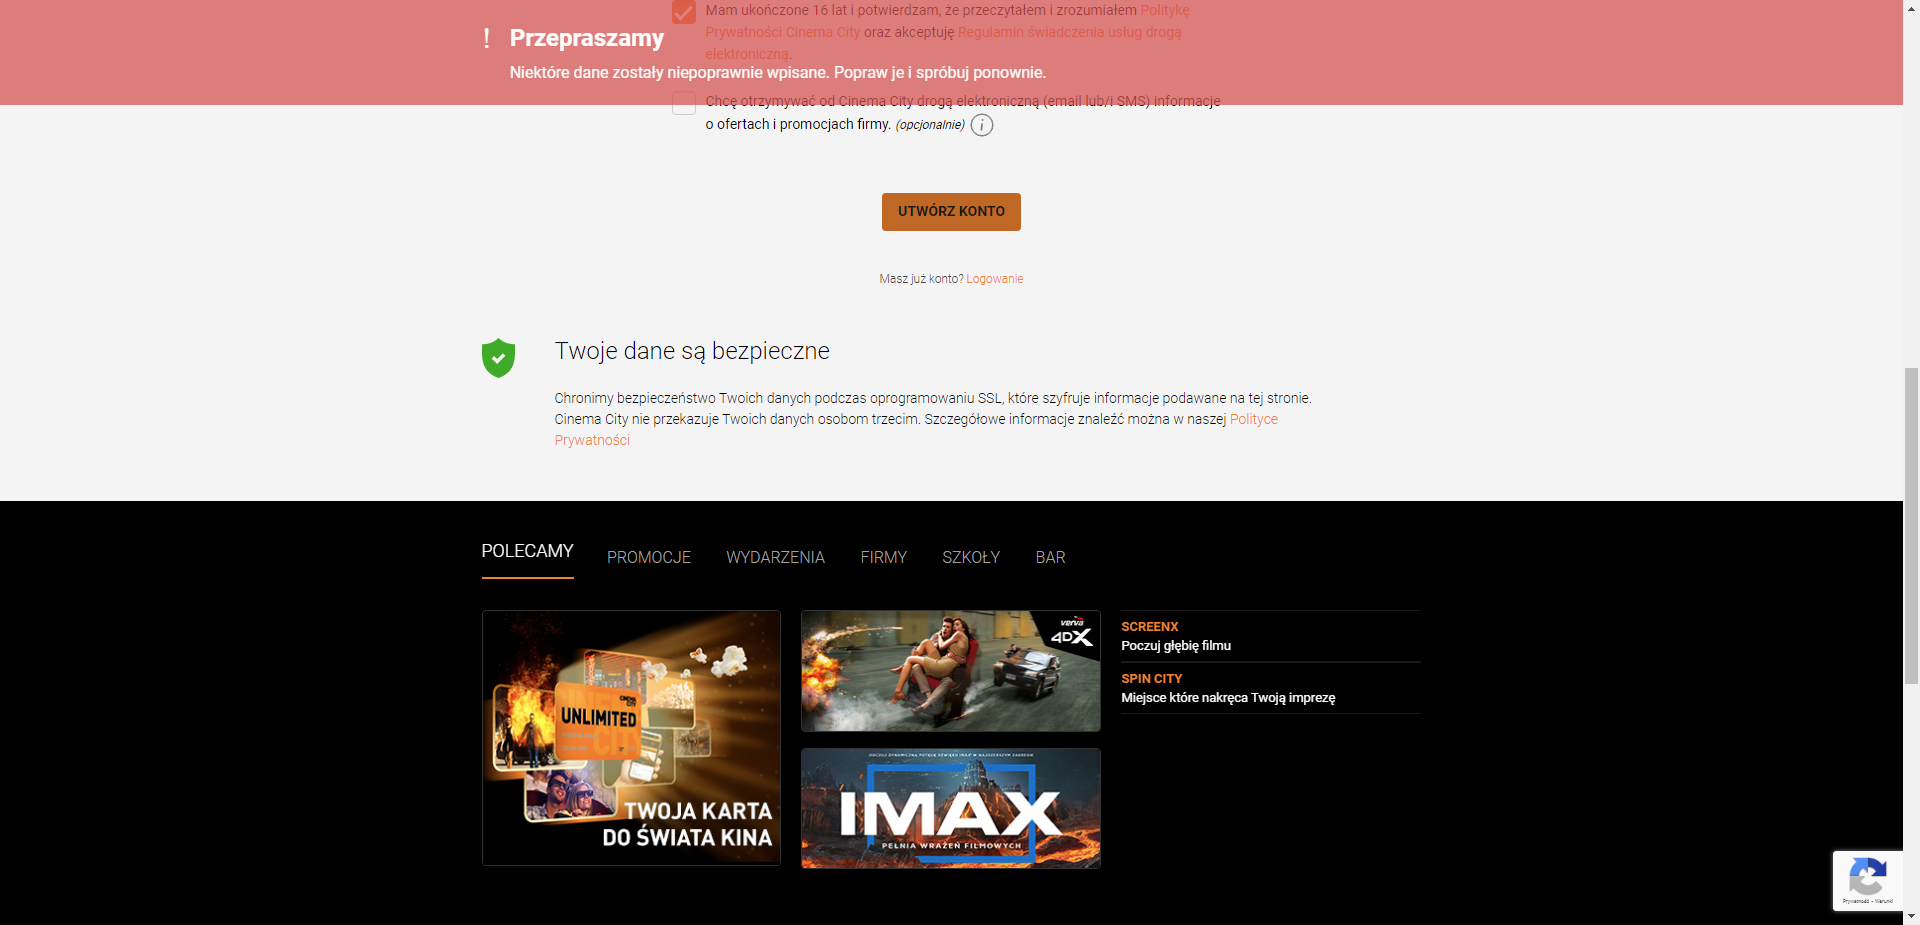 Mam ukończone 16 lat i potwierdzam, że przeczytałem i zrozumiałem Politykę
Prywatności Cinema City oraz akceptuję Regulamin świadczenia usług drogą
elektroniczną.
!
Przepraszamy
Niektóre dane zostały niepoprawnie wpisane. Popraw je i spróbuj ponownie.
Chcę otrzymywać od Cinema City drogą elektroniczną (email lub/i SMS) informacje
o ofertach i promocjach firmy. (opcjonalnie) i
UTWÓRZ KONTO
Masz już konto? Logowanie
Twoje dane są bezpieczne
Chronimy bezpieczeństwo Twoich danych podczas oprogramowaniu SSL, które szyfruje informacje podawane na tej stronie.
Cinema City nie przekazuje Twoich danych osobom trzecim. Szczegółowe informacje znaleźć można w naszej Polityce
Prywatności
POLECAMY
PROMOCJE
WYDARZENIA
FIRMY
SZKOŁY
BAR
CINEMA
CITY
UNLIMITED
TWOJA KARTA
DO ŚWIATA KINA
verva
4DX
IMAX
PEŁNIA WRAŻEŃ FILMOWYCH
SCREENX
Poczuj głębię filmu
SPIN CITY
Miejsce które nakręca Twoją imprezę
Prywatność - Warunki